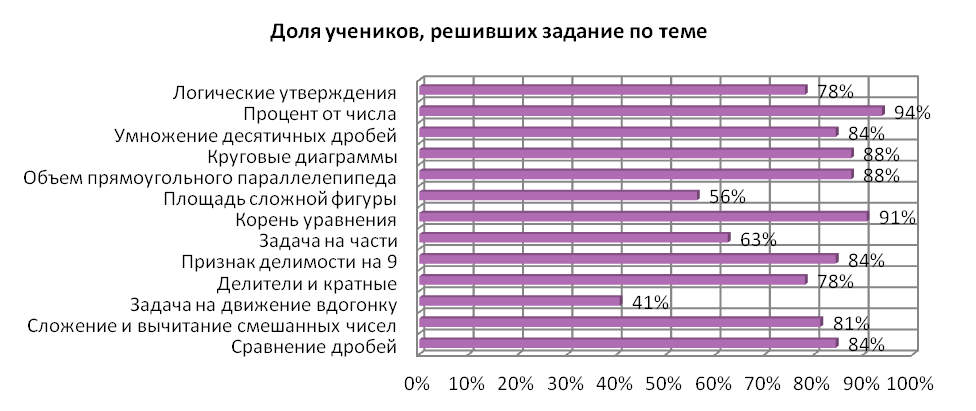 Доля учеников, решивших задание по теме
Логические утверждения 78%
Процент от числа 94%
Умножение десятичных дробей 84%
Круговые диаграммы 88%
Объем прямоугольного параллелепипеда 88%
Площадь сложной фигуры 56%
Корень уравнения 91%
Задача на части 63%
Признак делимости на 9 84%
Делители и кратные 78%
Задача на движение вдогонку 41%
Сложение и вычитание смешанных чисел 81%
Сравнение дробей 84%
0% 10% 20% 30% 40% 50% 60% 70% 80% 90% 100%